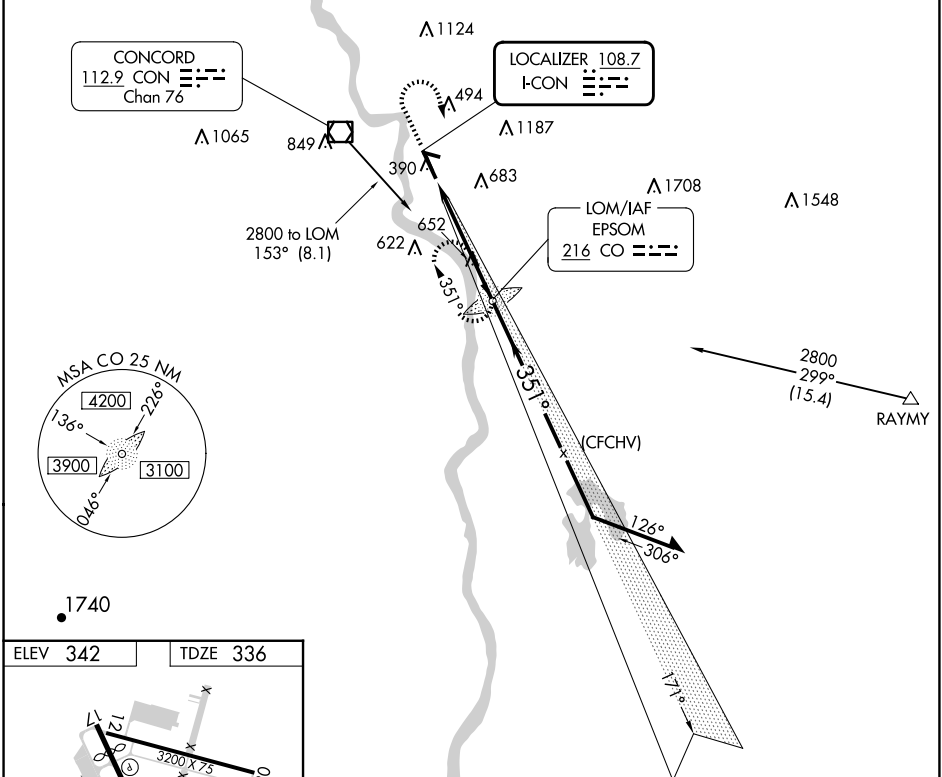 1124
CONCORD
112.9 CON
Chan 76
LOCALIZER 108.7
I-CON
494
1065
849
1187
390
683
1708
1548
LOM/IAF
EPSOM
216 CO
2800 to LOM
153° (8.1)
652
622
351°
2800
299°
(15.4)
RAYMY
MSA CO 25 NM
4200
226°
136°
3900
3100
046°
351°
(CFCHV)
126°
306°
1740
171°
ELEV 342
TDZE 336
17
12
3200 X 75
P